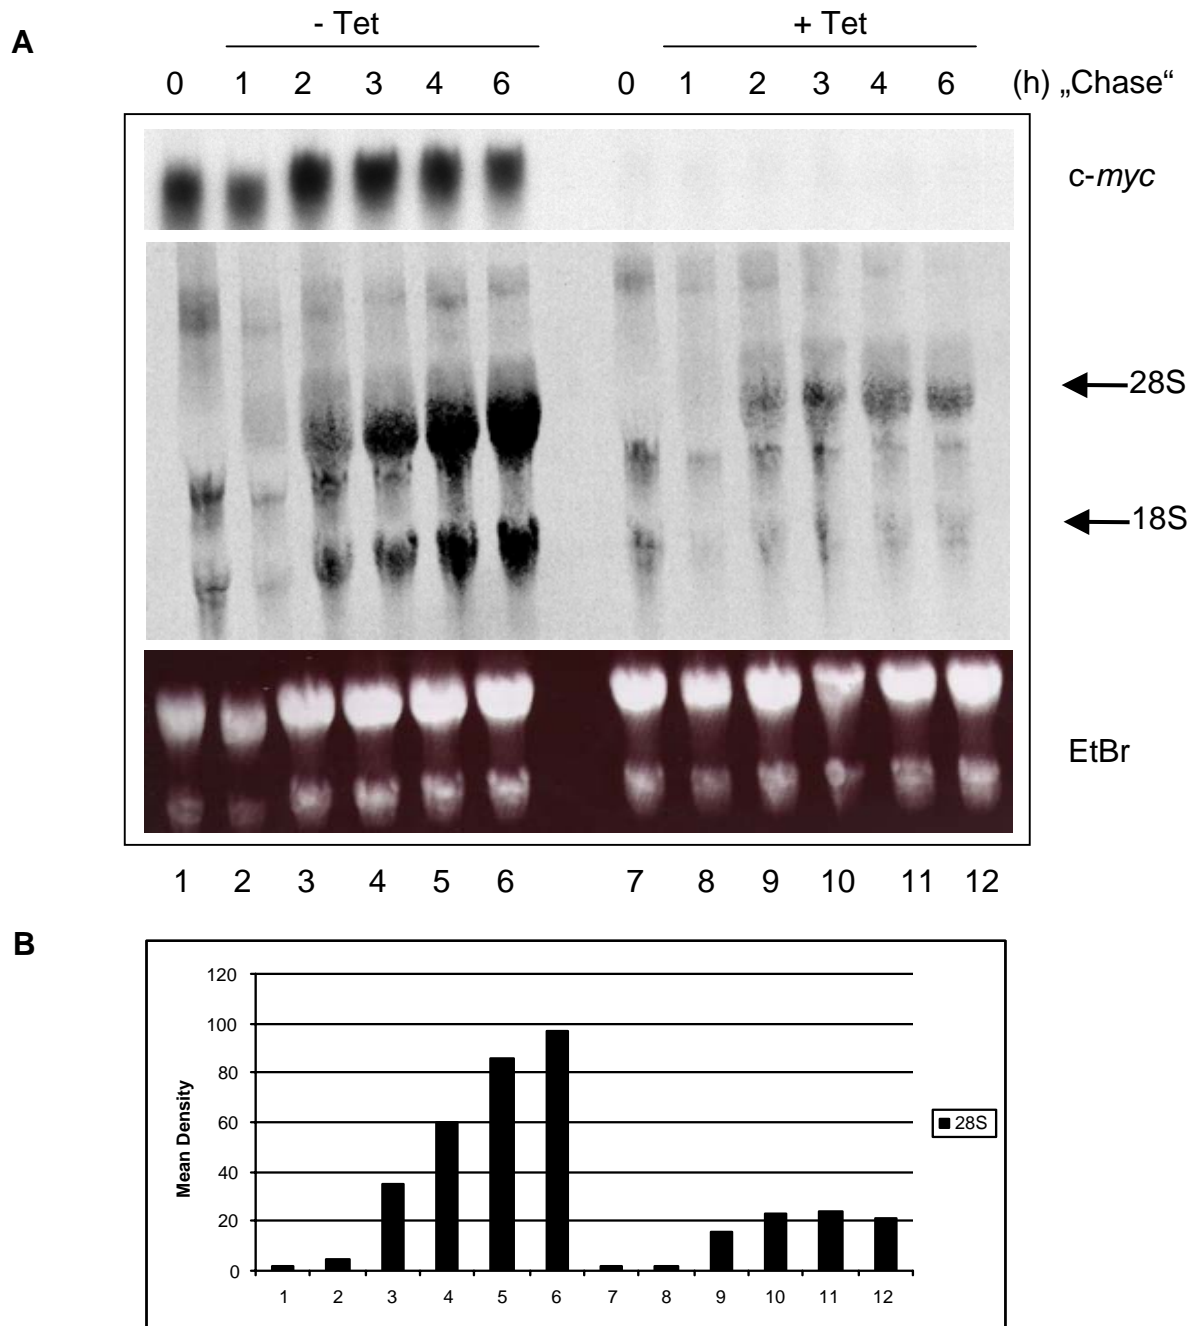 A
- Tet + Tet
0 1 2 3 4 6 0 1 2 3 4 6 (h) „Chase“
c-myc
28S
18S
EtBr
1 2 3 4 5 6 7 8 9 10 11 12
B
120
100
80
60
40
20
0
Mean Density
28S
1 2 3 4 5 6 7 8 9 10 11 12